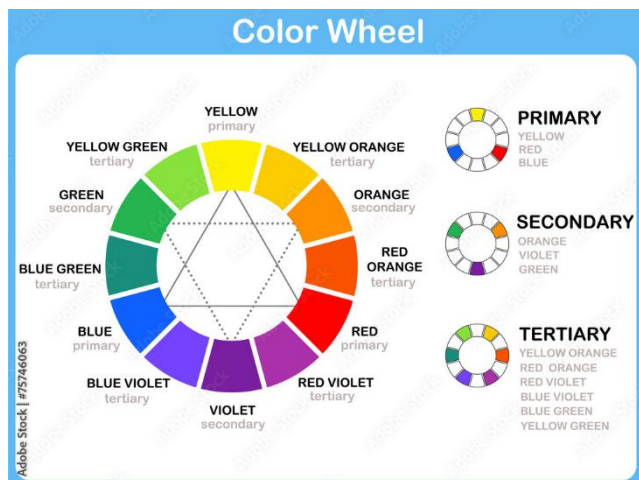 Color Wheel
YELLOW
primary
YELLOW GREEN
tertiary
YELLOW ORANGE
tertiary
GREEN
secondary
ORANGE
secondary
BLUE GREEN
tertiary
RED
ORANGE
tertiary
BLUE
primary
RED
primary
BLUE VIOLET
tertiary
RED VIOLET
tertiary
VIOLET
secondary
PRIMARY
YELLOW
RED
BLUE
SECONDARY
ORANGE
VIOLET
GREEN
TERTIARY
YELLOW ORANGE
RED ORANGE
RED VIOLET
BLUE VIOLET
BLUE GREEN
YELLOW GREEN
Adobe Stock | #75746063